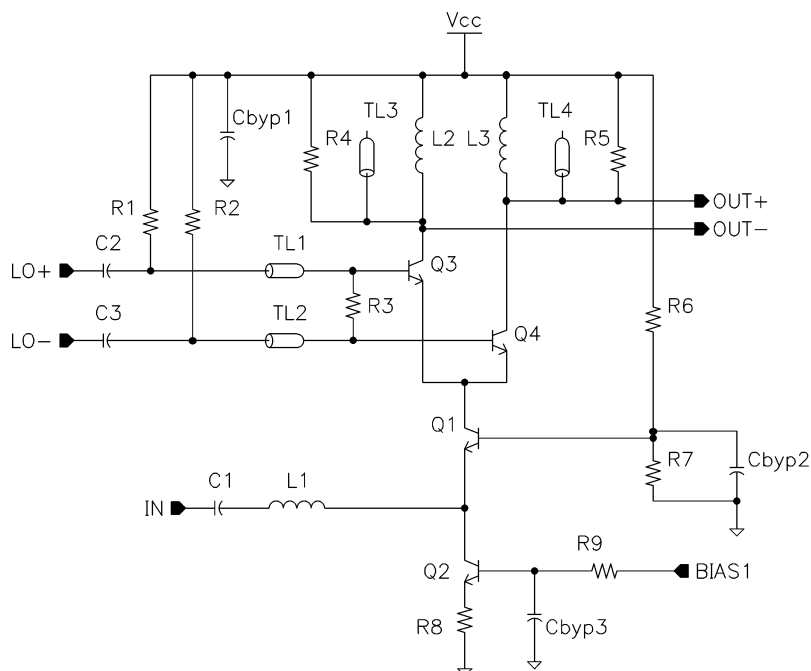 Vcc
Cbyp1
R4
TL3
L2
L3
TL4
R5
R1
R2
OUT+
OUT-
C2
TL1
Q3
LO+
R3
R6
C3
TL2
Q4
LO-
Q1
R7
Cbyp2
C1
L1
IN
Q2
R9
BIAS1
R8
Cbyp3